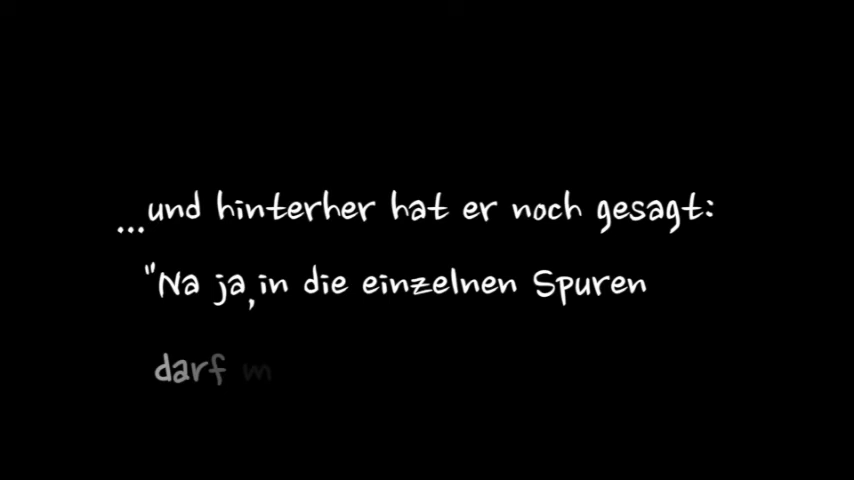 ...und hinterher hat er noch gesagt:
"Na ja, in die einzelnen Spuren
darf m